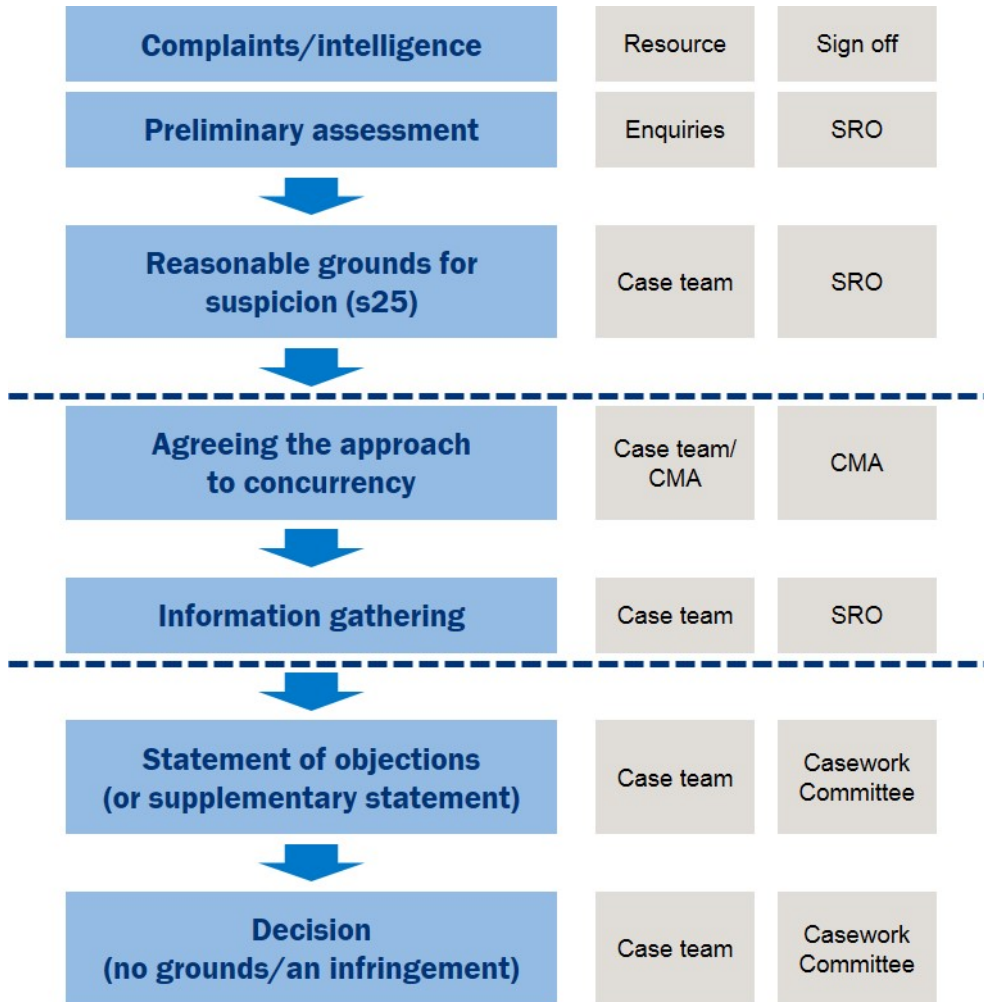 Complaints/intelligence
Resource
Sign off
Preliminary assessment
Enquiries
SRO
Reasonable grounds for
suspicion (s25)
Case team
SRO
Agreeing the approach
to concurrency
Case team/
CMA
CMA
Information gathering
Case team
SRO
Statement of objections
(or supplementary statement)
Case team
Casework
Committee
Decision
(no grounds/an infringement)
Case team
Casework
Committee